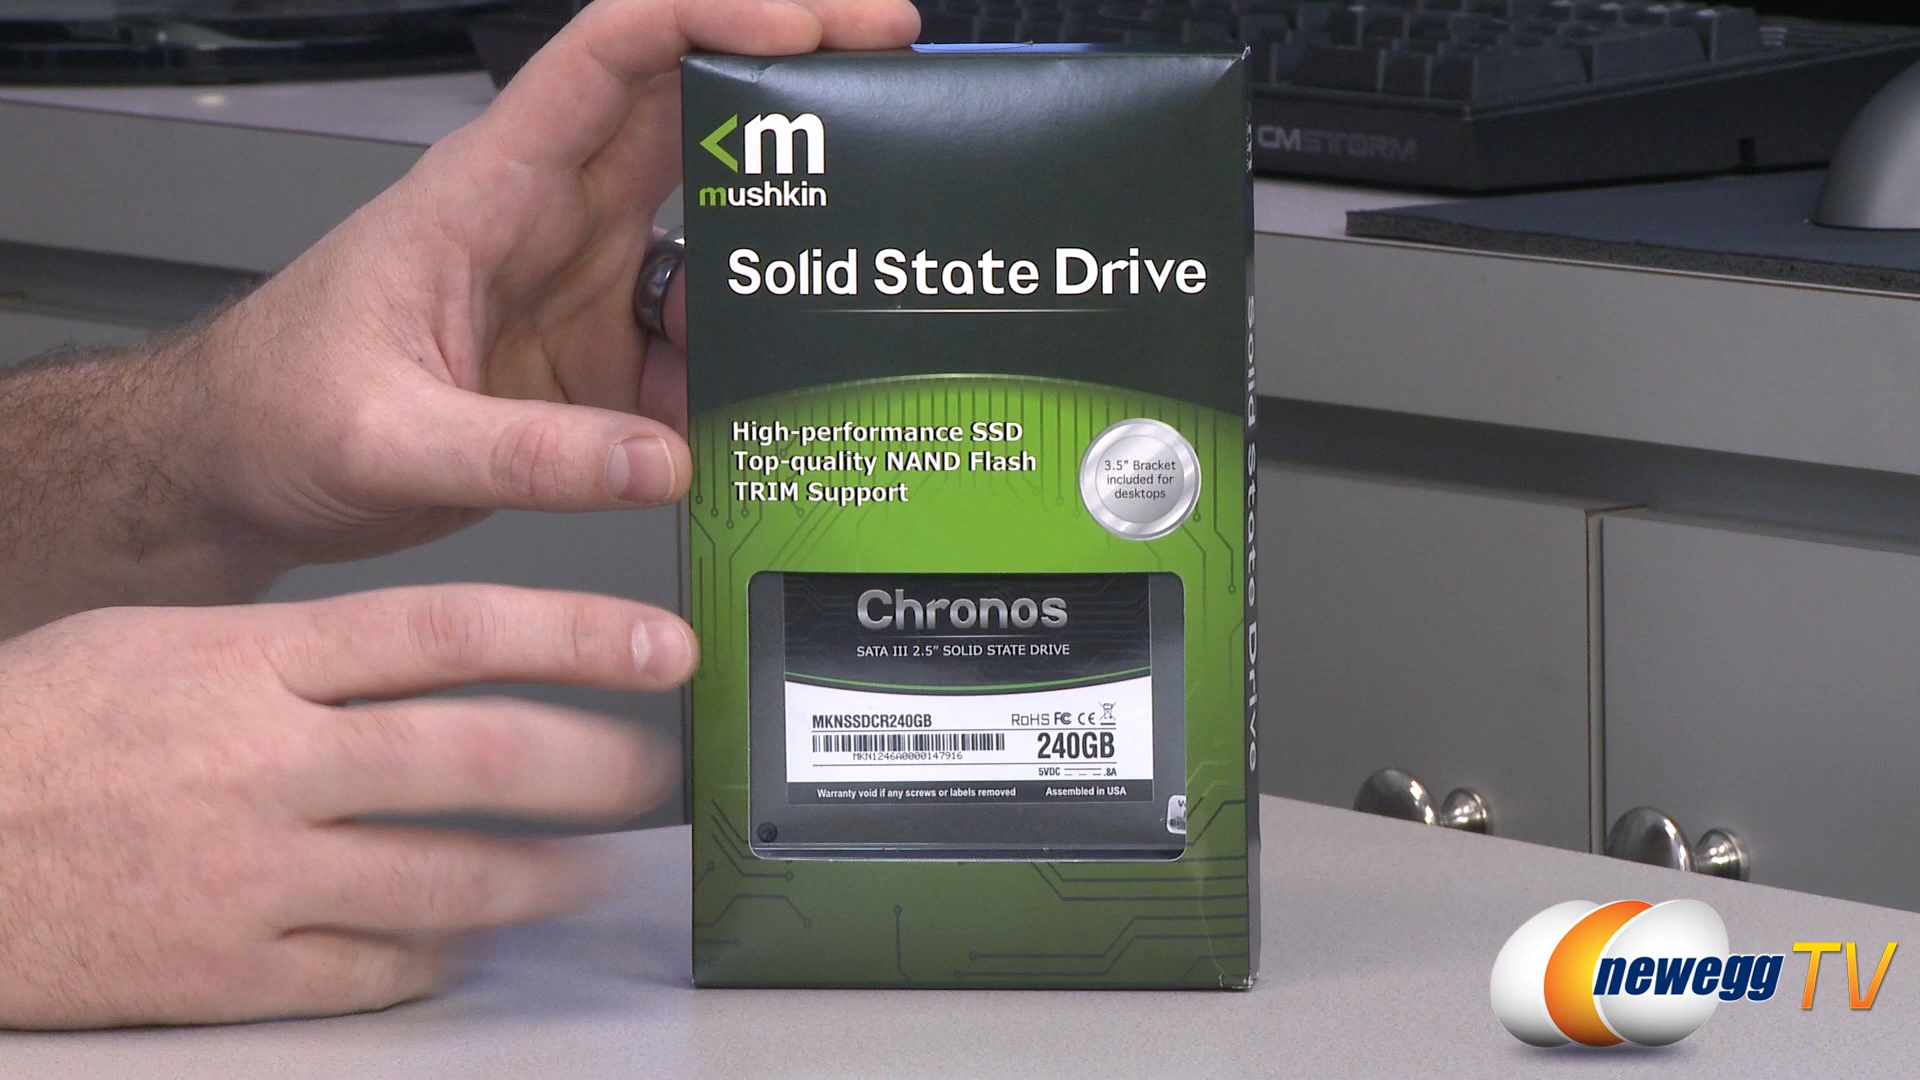 CMSTORM
m
mushkin
Solid State Drive
High-performance SSD
Top-quality NAND Flash
TRIM Support
3.5" Bracket
included for
desktops
Solid State Drive
Chronos
SATA III 2.5" SOLID STATE DRIVE
MKNSSDCR240GB
RoHS FC CE
MKN1246A0000147916
240GB
5VDC .8A
Warranty void if any screws or labels removed
Assembled in USA
newegg TV